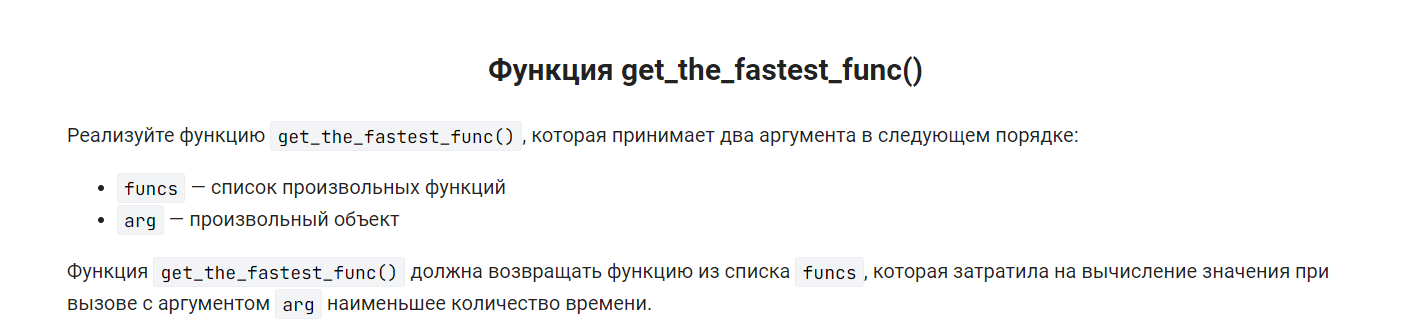 Функция get_the_fastest_func()
Реализуйте функцию get_the_fastest_func(), которая принимает два аргумента в следующем порядке:
• funcs — список произвольных функций
• arg — произвольный объект
Функция get_the_fastest_func() должна возвращать функцию из списка funcs, которая затратила на вычисление значения при
вызове с аргументом arg наименьшее количество времени.